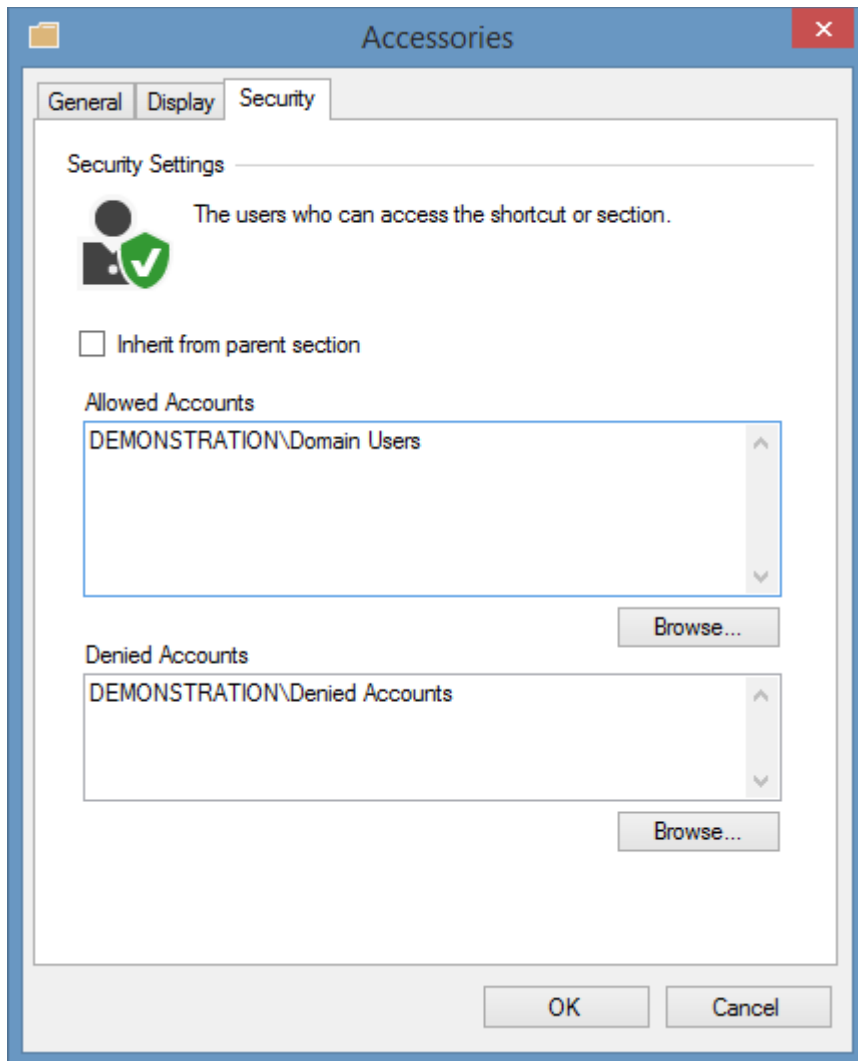 Accessories
General Display Security
Security Settings
The users who can access the shortcut or section.
Inherit from parent section
Allowed Accounts
DEMONSTRATION\Domain Users
Browse...
Denied Accounts
DEMONSTRATION\Denied Accounts
Browse...
OK Cancel